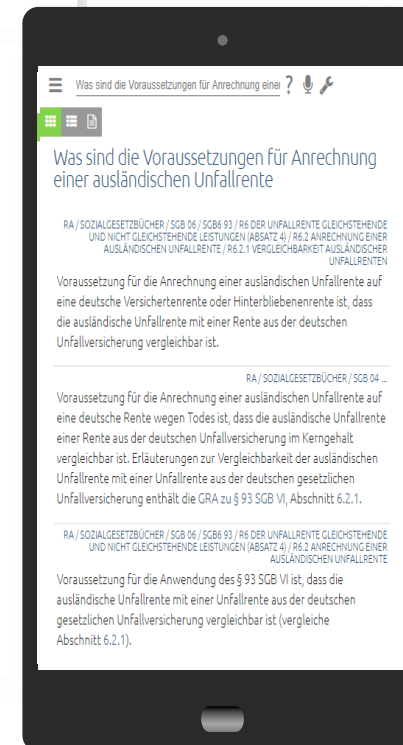 Was sind die Voraussetzungen für Anrechnung einer ?
Was sind die Voraussetzungen für Anrechnung
einer ausländischen Unfallrente
RA / SOZIALGESETZBÜCHER / SGB 06 / SGB6 93 / R6 DER UNFALLRENTE GLEICHSTEHENDE
UND NICHT GLEICHSTEHENDE LEISTUNGEN (ABSATZ 4) / R6.2 ANRECHNUNG EINER
AUSLÄNDISCHEN UNFALLRENTE / R6.2.1 VERGLEICHBARKEIT AUSLÄNDISCHER
UNFALLRENTEN
Voraussetzung für die Anrechnung einer ausländischen Unfallrente auf
eine deutsche Versichertenrente oder Hinterbliebenenrente ist, dass
die ausländische Unfallrente mit einer Rente aus der deutschen
Unfallversicherung vergleichbar ist.
RA / SOZIALGESETZBÜCHER / SGB 04 ...
Voraussetzung für die Anrechnung einer ausländischen Unfallrente auf
eine deutsche Rente wegen Todes ist, dass die ausländische Unfallrente
einer Rente aus der deutschen Unfallversicherung im Kerngehalt
vergleichbar ist. Erläuterungen zur Vergleichbarkeit der ausländischen
Unfallrente mit einer Unfallrente aus der deutschen gesetzlichen
Unfallversicherung enthält die GRA zu § 93 SGB VI, Abschnitt 6.2.1.
RA / SOZIALGESETZBÜCHER / SGB 06 / SGB6 93 / R6 DER UNFALLRENTE GLEICHSTEHENDE
UND NICHT GLEICHSTEHENDE LEISTUNGEN (ABSATZ 4) / R6.2 ANRECHNUNG EINER
AUSLÄNDISCHEN UNFALLRENTE
Voraussetzung für die Anwendung des § 93 SGB VI ist, dass die
ausländische Unfallrente mit einer Unfallrente aus der deutschen
gesetzlichen Unfallversicherung vergleichbar ist (vergleiche
Abschnitt 6.2.1).